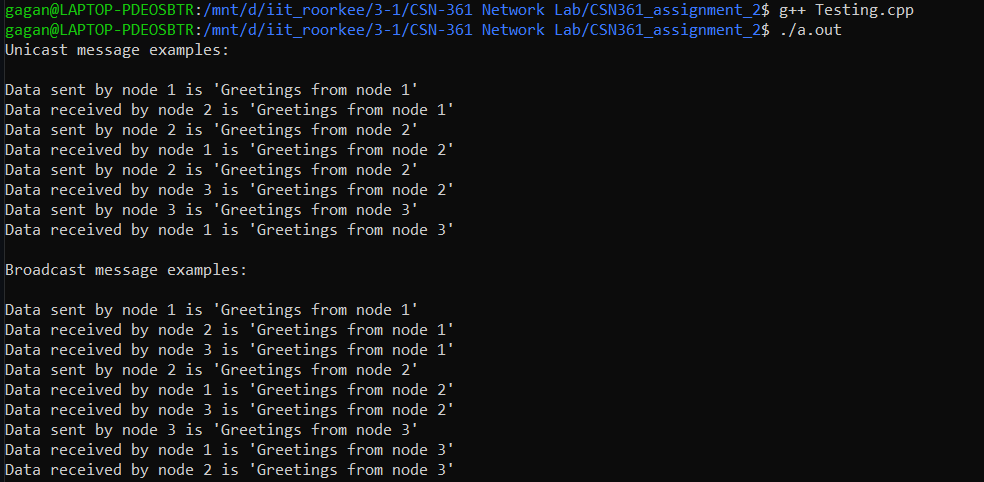 gagan@LAPTOP-PDEOSBTR:/mnt/d/iit_roorkee/3-1/CSN-361 Network Lab/CSN361_assignment_2$ g++ Testing.cpp
gagan@LAPTOP-PDEOSBTR:/mnt/d/iit_roorkee/3-1/CSN-361 Network Lab/CSN361_assignment_2$ ./a.out
Unicast message examples:
Data sent by node 1 is 'Greetings from node 1'
Data received by node 2 is 'Greetings from node 1'
Data sent by node 2 is 'Greetings from node 2'
Data received by node 1 is 'Greetings from node 2'
Data sent by node 2 is 'Greetings from node 2'
Data received by node 3 is 'Greetings from node 2'
Data sent by node 3 is 'Greetings from node 3'
Data received by node 1 is 'Greetings from node 3'
Broadcast message examples:
Data sent by node 1 is 'Greetings from node 1'
Data received by node 2 is 'Greetings from node 1'
Data received by node 3 is 'Greetings from node 1'
Data sent by node 2 is 'Greetings from node 2'
Data received by node 1 is 'Greetings from node 2'
Data received by node 3 is 'Greetings from node 2'
Data sent by node 3 is 'Greetings from node 3'
Data received by node 1 is 'Greetings from node 3'
Data received by node 2 is 'Greetings from node 3'